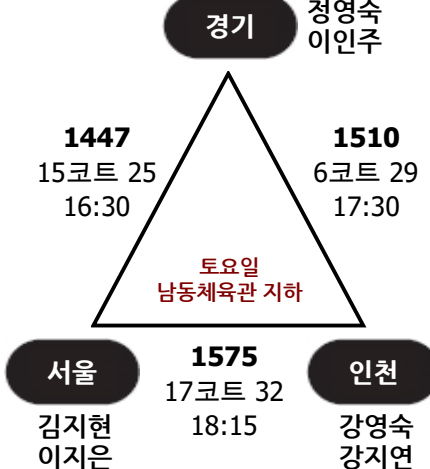 경기
정영숙
이인주
1447
15코트 25
16:30
1510
6코트 29
17:30
토요일
남동체육관 지하
서울
김지현
이지은
1575
17코트 32
18:15
인천
강영숙
강지연